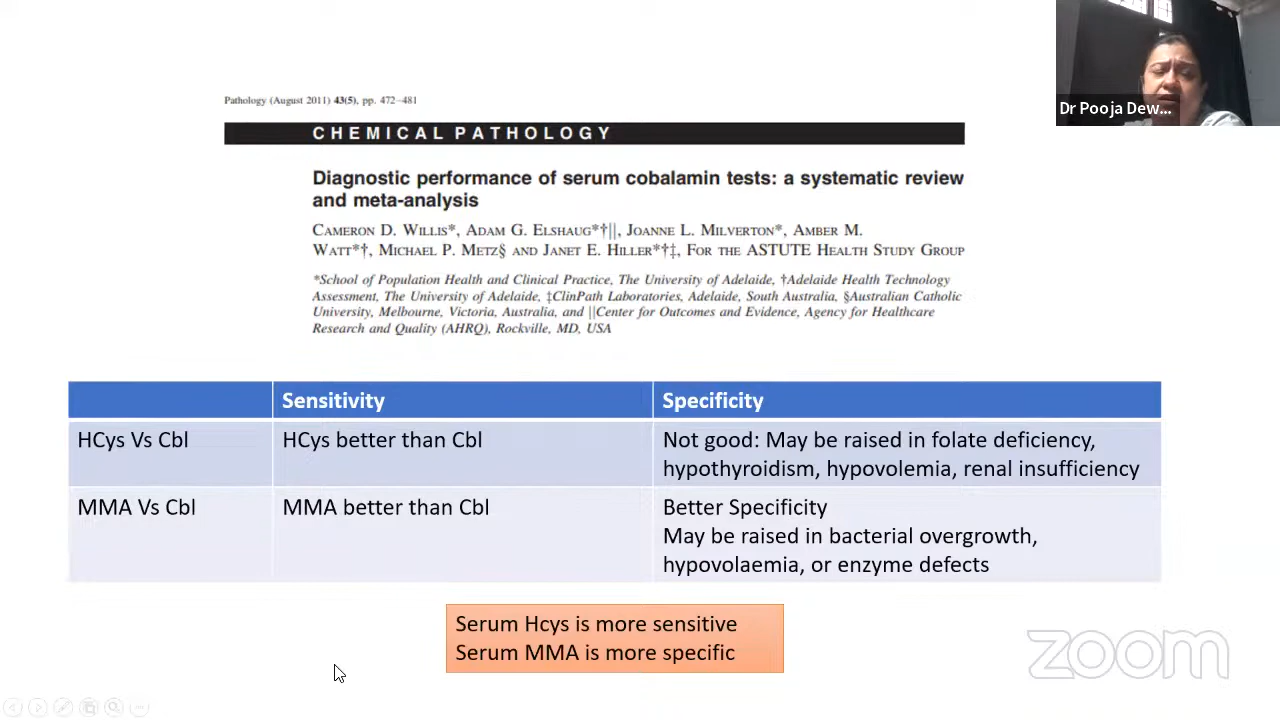 Pathology (August 2011) 43(5), pp. 472–481
CHEMICAL PATHOLOGY
Diagnostic performance of serum cobalamin tests: a systematic review
and meta-analysis
CAMERON D. WILLIS*, ADAM G. ELSHAUG*†||, JOANNE L. MILVERTON*, AMBER M.
WATT*†, MICHAEL P. METZ§ AND JANET E. HILLER*†‡, FOR THE ASTUTE HEALTH STUDY GROUP
*School of Population Health and Clinical Practice, The University of Adelaide, †Adelaide Health Technology
Assessment, The University of Adelaide, ‡ClinPath Laboratories, Adelaide, South Australia, §Australian Catholic
University, Melbourne, Victoria, Australia, and ||Center for Outcomes and Evidence, Agency for Healthcare
Research and Quality (AHRQ), Rockville, MD, USA
Dr Pooja Dew...
Sensitivity
Specificity
HCys Vs Cbl
HCys better than Cbl
Not good: May be raised in folate deficiency,
hypothyroidism, hypovolemia, renal insufficiency
MMA Vs Cbl
MMA better than Cbl
Better Specificity
May be raised in bacterial overgrowth,
hypovolaemia, or enzyme defects
Serum Hcys is more sensitive
Serum MMA is more specific
zoom